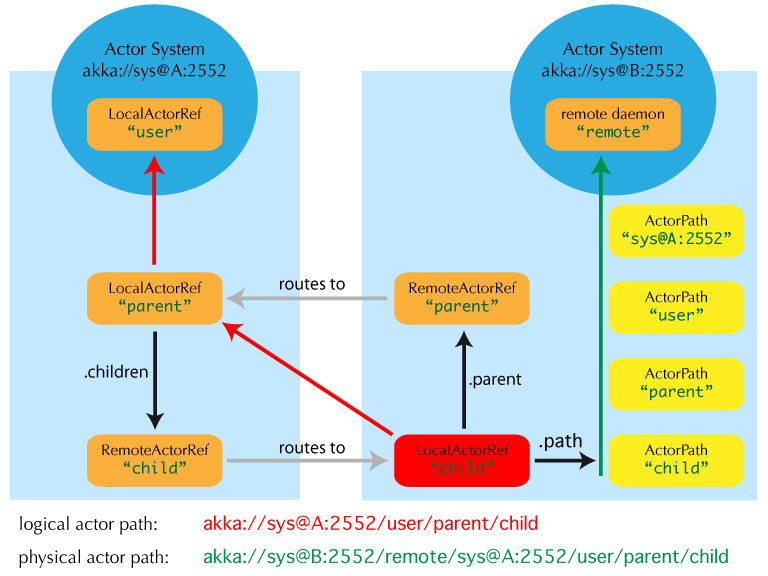 Actor System
akka://sys@A:2552
LocalActorRef
“user”
Actor System
akka://sys@B:2552
remote daemon
“remote”
ActorPath
“sys@A:2552”
LocalActorRef
“parent”
routes to
RemoteActorRef
“parent”
ActorPath
“user”
.children
.parent
ActorPath
“parent”
RemoteActorRef
“child”
routes to
LocalActorRef
“child”
.path
ActorPath
“child”
logical actor path: akka://sys@A:2552/user/parent/child
physical actor path: akka://sys@B:2552/remote/sys@A:2552/user/parent/child